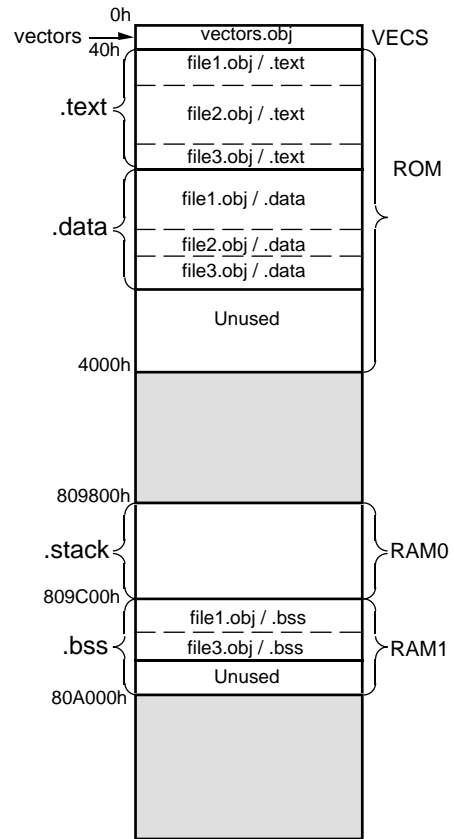 0h
vectors
vectors.obj
VECS
40h
file1.obj / .text
.text
file2.obj / .text
file3.obj / .text
ROM
file1.obj / .data
.data
file2.obj / .data
file3.obj / .data
Unused
4000h
809800h
.stack
RAM0
809C00h
file1.obj / .bss
.bss
file3.obj / .bss
RAM1
Unused
80A000h